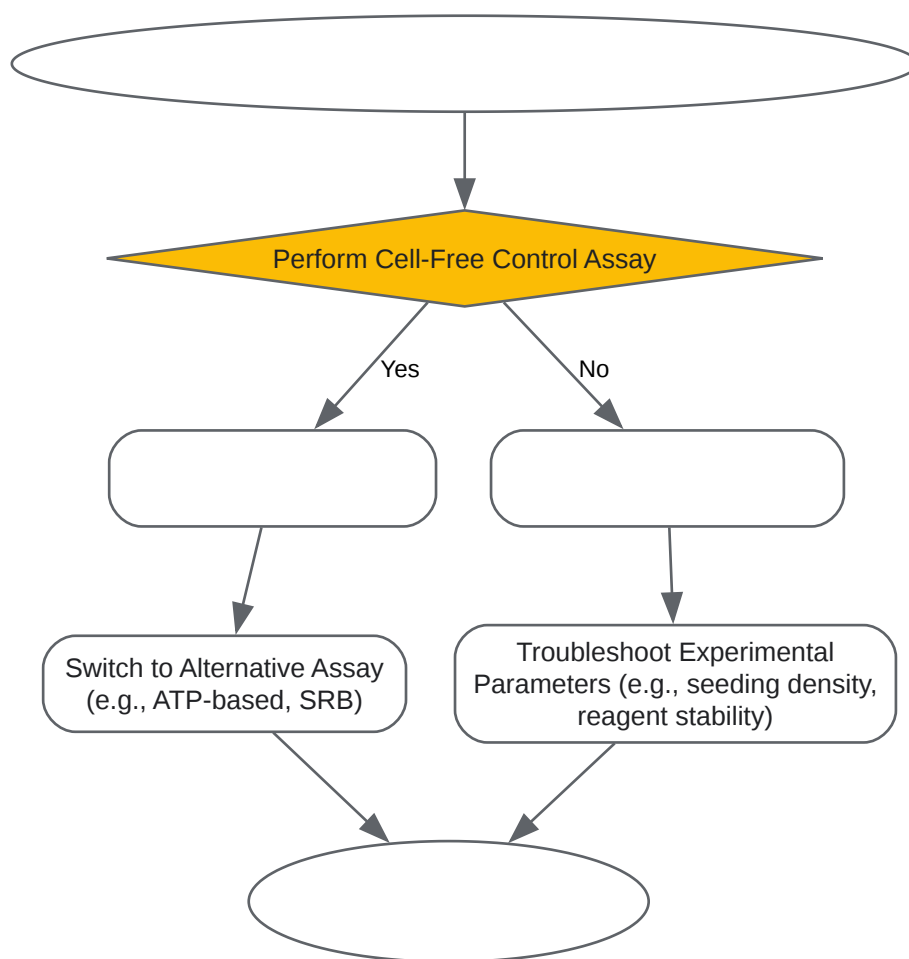 Perform Cell-Free Control Assay
Yes
No
Switch to Alternative Assay
(e.g., ATP-based, SRB)
Troubleshoot Experimental
Parameters (e.g., seeding density,
reagent stability)